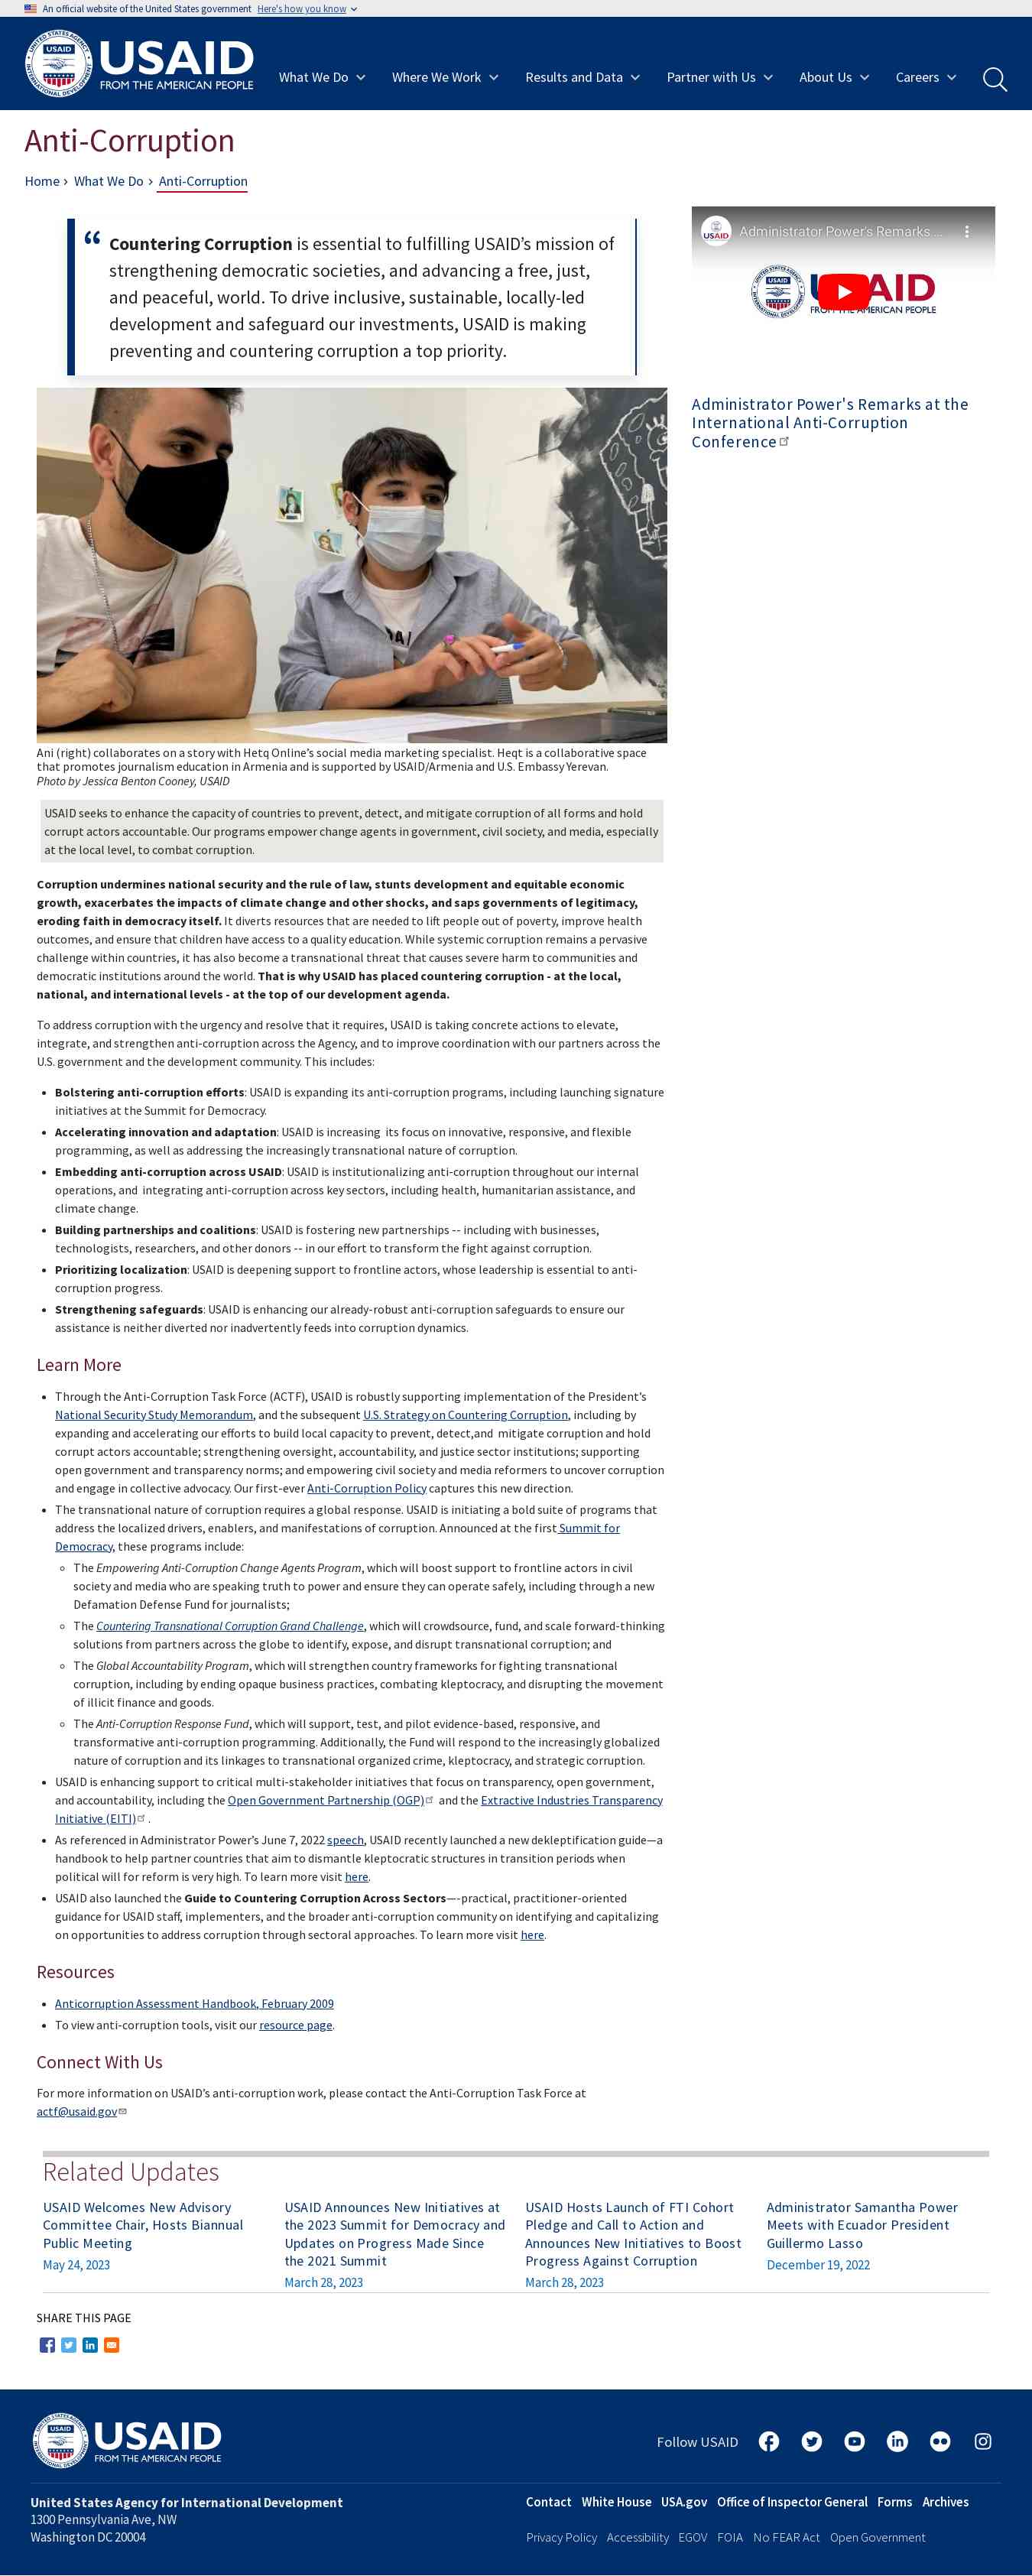 An official website of the United States government Here's how you know
USAID
FROM THE AMERICAN PEOPLE
What We Do
Where We Work
Results and Data
Partner with Us
About Us
Careers
Anti-Corruption
Home › What We Do › Anti-Corruption
“ Countering Corruption is essential to fulfilling USAID’s mission of
strengthening democratic societies, and advancing a free, just,
and peaceful, world. To drive inclusive, sustainable, locally-led
development and safeguard our investments, USAID is making
preventing and countering corruption a top priority.
Administrator Power's Remarks ...
USAID
FROM THE AMERICAN PEOPLE
Administrator Power's Remarks at the
International Anti-Corruption
Conference
Ani (right) collaborates on a story with Hetq Online’s social media marketing specialist. Heqt is a collaborative space
that promotes journalism education in Armenia and is supported by USAID/Armenia and U.S. Embassy Yerevan.
Photo by Jessica Benton Cooney, USAID
USAID seeks to enhance the capacity of countries to prevent, detect, and mitigate corruption of all forms and hold
corrupt actors accountable. Our programs empower change agents in government, civil society, and media, especially
at the local level, to combat corruption.
Corruption undermines national security and the rule of law, stunts development and equitable economic
growth, exacerbates the impacts of climate change and other shocks, and saps governments of legitimacy,
eroding faith in democracy itself. It diverts resources that are needed to lift people out of poverty, improve health
outcomes, and ensure that children have access to a quality education. While systemic corruption remains a pervasive
challenge within countries, it has also become a transnational threat that causes severe harm to communities and
democratic institutions around the world. That is why USAID has placed countering corruption - at the local,
national, and international levels - at the top of our development agenda.
To address corruption with the urgency and resolve that it requires, USAID is taking concrete actions to elevate,
integrate, and strengthen anti-corruption across the Agency, and to improve coordination with our partners across the
U.S. government and the development community. This includes:
• Bolstering anti-corruption efforts: USAID is expanding its anti-corruption programs, including launching signature
initiatives at the Summit for Democracy.
• Accelerating innovation and adaptation: USAID is increasing its focus on innovative, responsive, and flexible
programming, as well as addressing the increasingly transnational nature of corruption.
• Embedding anti-corruption across USAID: USAID is institutionalizing anti-corruption throughout our internal
operations, and integrating anti-corruption across key sectors, including health, humanitarian assistance, and
climate change.
• Building partnerships and coalitions: USAID is fostering new partnerships -- including with businesses,
technologists, researchers, and other donors -- in our effort to transform the fight against corruption.
• Prioritizing localization: USAID is deepening support to frontline actors, whose leadership is essential to anti-
corruption progress.
• Strengthening safeguards: USAID is enhancing our already-robust anti-corruption safeguards to ensure our
assistance is neither diverted nor inadvertently feeds into corruption dynamics.
Learn More
• Through the Anti-Corruption Task Force (ACTF), USAID is robustly supporting implementation of the President’s
National Security Study Memorandum, and the subsequent U.S. Strategy on Countering Corruption, including by
expanding and accelerating our efforts to build local capacity to prevent, detect,and mitigate corruption and hold
corrupt actors accountable; strengthening oversight, accountability, and justice sector institutions; supporting
open government and transparency norms; and empowering civil society and media reformers to uncover corruption
and engage in collective advocacy. Our first-ever Anti-Corruption Policy captures this new direction.
• The transnational nature of corruption requires a global response. USAID is initiating a bold suite of programs that
address the localized drivers, enablers, and manifestations of corruption. Announced at the first Summit for
Democracy, these programs include:
◦ The Empowering Anti-Corruption Change Agents Program, which will boost support to frontline actors in civil
society and media who are speaking truth to power and ensure they can operate safely, including through a new
Defamation Defense Fund for journalists;
◦ The Countering Transnational Corruption Grand Challenge, which will crowdsource, fund, and scale forward-thinking
solutions from partners across the globe to identify, expose, and disrupt transnational corruption; and
◦ The Global Accountability Program, which will strengthen country frameworks for fighting transnational
corruption, including by ending opaque business practices, combating kleptocracy, and disrupting the movement
of illicit finance and goods.
◦ The Anti-Corruption Response Fund, which will support, test, and pilot evidence-based, responsive, and
transformative anti-corruption programming. Additionally, the Fund will respond to the increasingly globalized
nature of corruption and its linkages to transnational organized crime, kleptocracy, and strategic corruption.
• USAID is enhancing support to critical multi-stakeholder initiatives that focus on transparency, open government,
and accountability, including the Open Government Partnership (OGP) and the Extractive Industries Transparency
Initiative (EITI) .
• As referenced in Administrator Power’s June 7, 2022 speech, USAID recently launched a new dekleptification guide—a
handbook to help partner countries that aim to dismantle kleptocratic structures in transition periods when
political will for reform is very high. To learn more visit here.
• USAID also launched the Guide to Countering Corruption Across Sectors—-practical, practitioner-oriented
guidance for USAID staff, implementers, and the broader anti-corruption community on identifying and capitalizing
on opportunities to address corruption through sectoral approaches. To learn more visit here.
Resources
• Anticorruption Assessment Handbook, February 2009
• To view anti-corruption tools, visit our resource page.
Connect With Us
For more information on USAID’s anti-corruption work, please contact the Anti-Corruption Task Force at
actf@usaid.gov
Related Updates
USAID Welcomes New Advisory
Committee Chair, Hosts Biannual
Public Meeting
May 24, 2023
USAID Announces New Initiatives at
the 2023 Summit for Democracy and
Updates on Progress Made Since
the 2021 Summit
March 28, 2023
USAID Hosts Launch of FTI Cohort
Pledge and Call to Action and
Announces New Initiatives to Boost
Progress Against Corruption
March 28, 2023
Administrator Samantha Power
Meets with Ecuador President
Guillermo Lasso
December 19, 2022
SHARE THIS PAGE
USAID
FROM THE AMERICAN PEOPLE
Follow USAID
United States Agency for International Development
1300 Pennsylvania Ave, NW
Washington DC 20004
Contact White House USA.gov Office of Inspector General Forms Archives
Privacy Policy Accessibility EGOV FOIA No FEAR Act Open Government